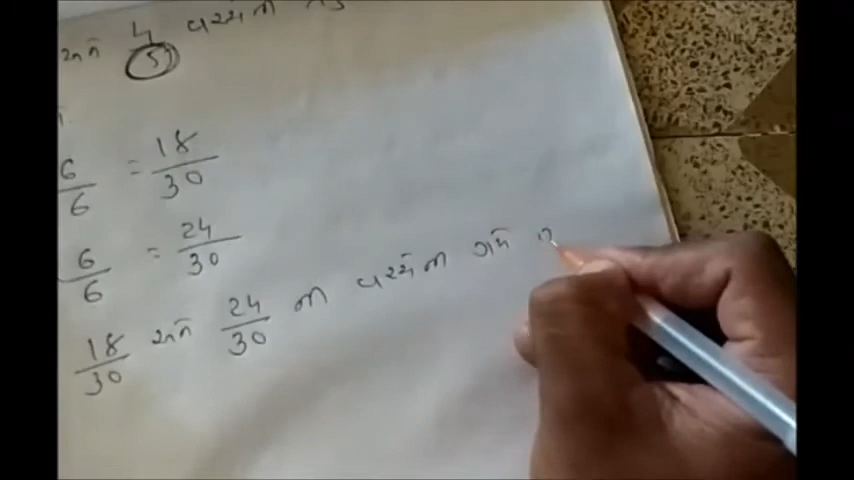 અને 4/5 વચ્ચેની
6/6 = 18/30
6/6 = 24/30
18/30 અને 24/30 ની વચ્ચેની ગમે